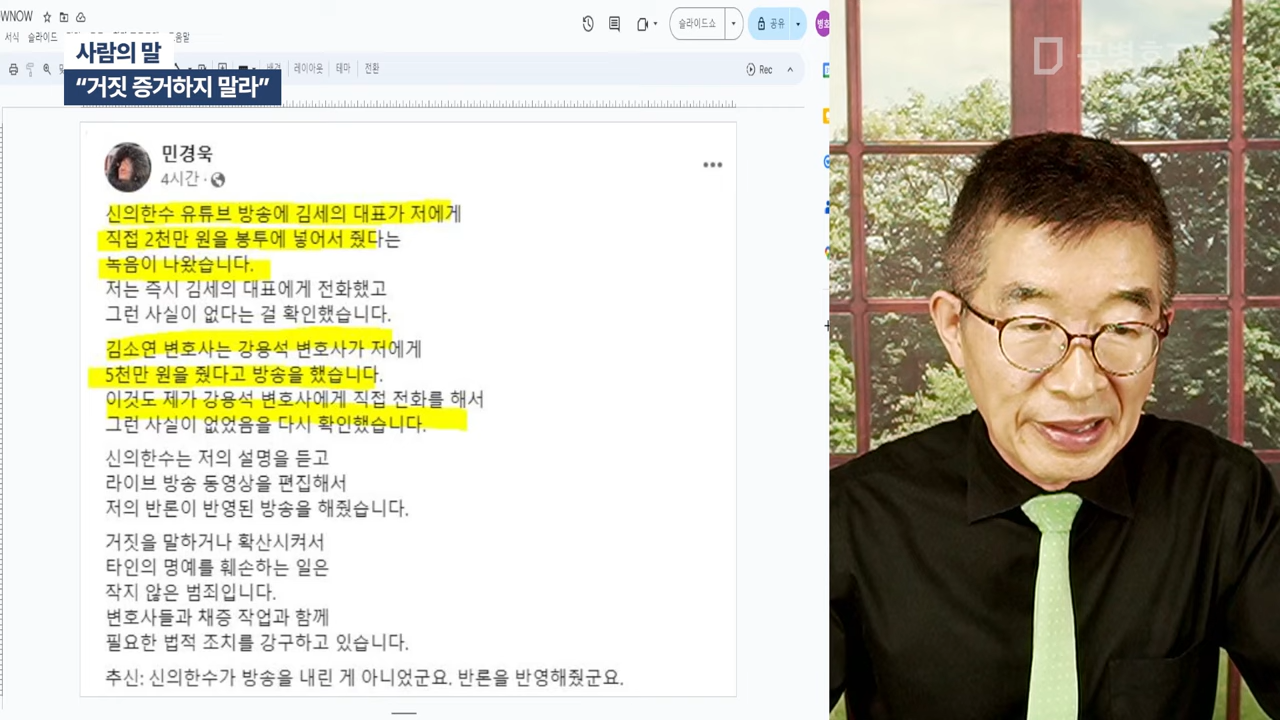 WNOW
서식 슬라이드
슬라이드쇼
공유
병호
사람의 말
“거짓 증거하지 말라”
배경 레이아웃 테마 전환
Rec
공병호TV
민경욱
4시간 ·
신의한수 유튜브 방송에 김세의 대표가 저에게
직접 2천만 원을 봉투에 넣어서 줬다는
녹음이 나왔습니다.
저는 즉시 김세의 대표에게 전화했고
그런 사실이 없다는 걸 확인했습니다.
김소연 변호사는 강용석 변호사가 저에게
5천만 원을 줬다고 방송을 했습니다.
이것도 제가 강용석 변호사에게 직접 전화를 해서
그런 사실이 없었음을 다시 확인했습니다.
신의한수는 저의 설명을 듣고
라이브 방송 동영상을 편집해서
저의 반론이 반영된 방송을 해줬습니다.
거짓을 말하거나 확산시켜서
타인의 명예를 훼손하는 일은
작지 않은 범죄입니다.
변호사들과 채증 작업과 함께
필요한 법적 조치를 강구하고 있습니다.
추신: 신의한수가 방송을 내린 게 아니었군요. 반론을 반영해줬군요.